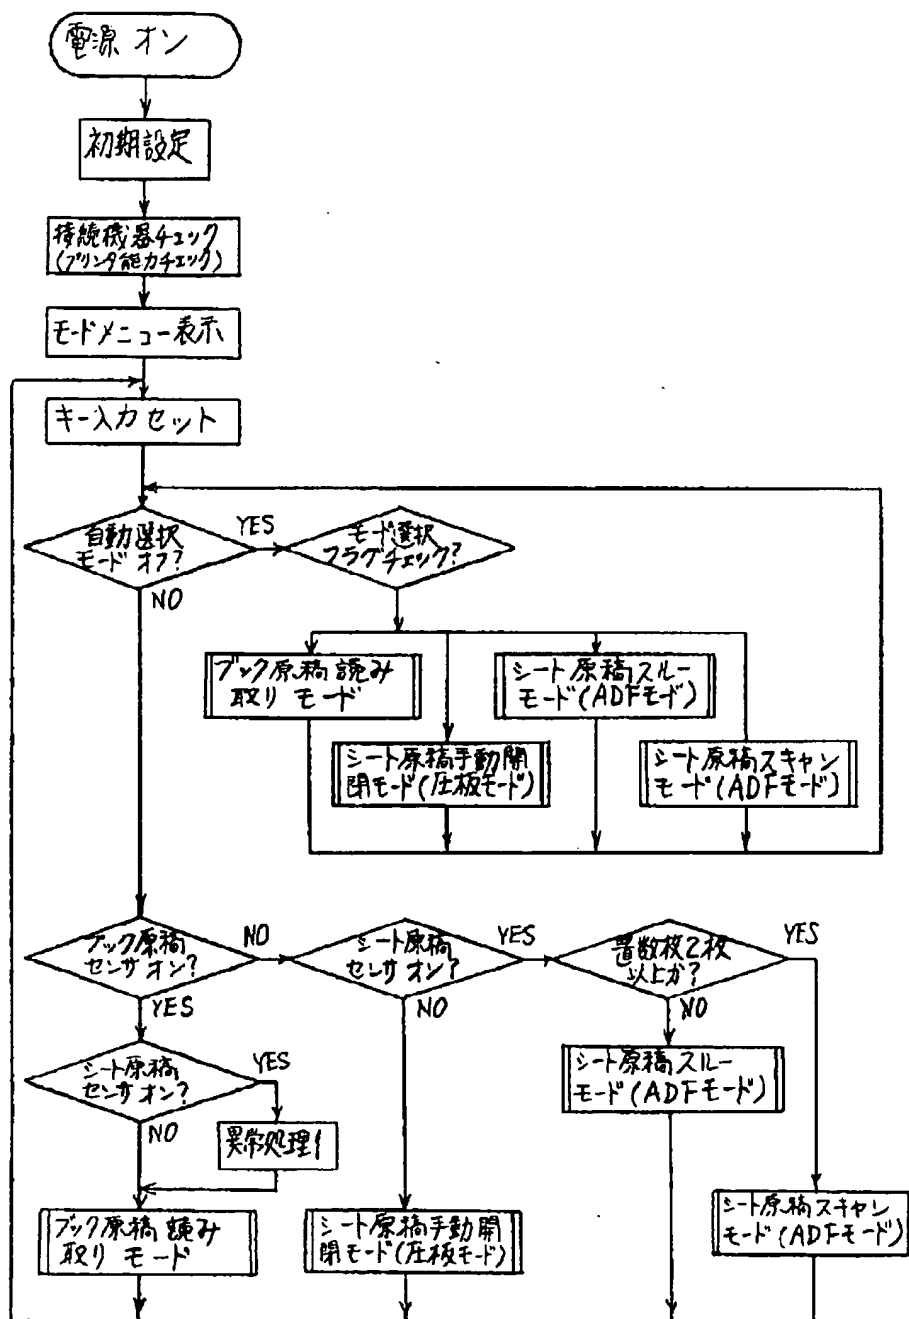 電源 オン
初期設定
接続機器チェック
(プリンタ能力チェック)
モードメニュー表示
キー入力セット
自動選択
モードオフ?
YES
NO
モード選択
フラグチェック?
ブック原稿読み
取りモード
シート原稿スルー
モード(ADFモード)
シート原稿手動開
閉モード(圧板モード)
シート原稿スキャン
モード(ADFモード)
ブック原稿
センサオン?
NO
YES
シート原稿
センサオン?
YES
NO
置数枚2枚
以上か?
YES
NO
シート原稿
センサオン?
YES
NO
異常処理1
シート原稿スルー
モード(ADFモード)
ブック原稿読み
取りモード
シート原稿手動開
閉モード(圧板モード)
シート原稿スキャン
モード(ADFモード)